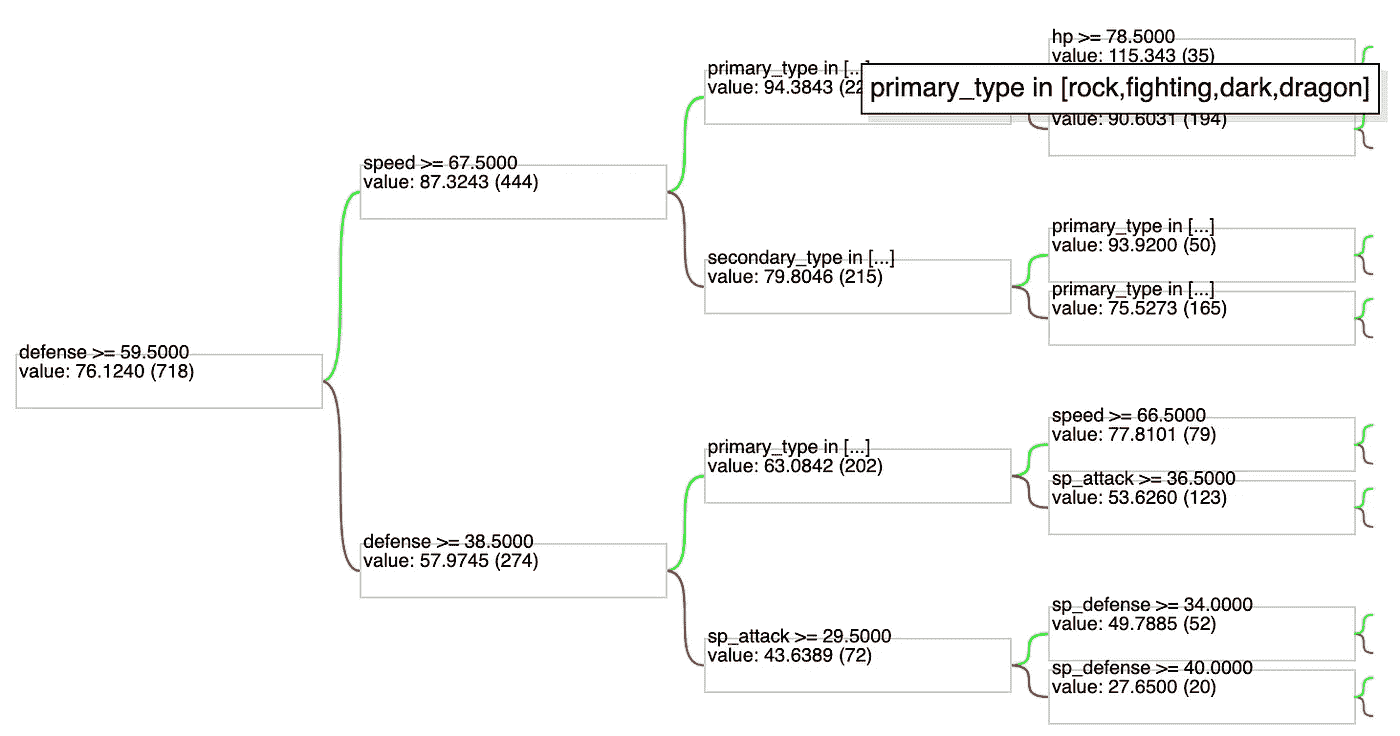 hp >= 78.5000
value: 115.343 (35)
primary_type in [...]
value: 94.3843 (22
primary_type in [rock,fighting,dark,dragon]
value: 90.6031 (194)
speed >= 67.5000
value: 87.3243 (444)
primary_type in [...]
value: 93.9200 (50)
secondary_type in [...]
value: 79.8046 (215)
primary_type in [...]
value: 75.5273 (165)
defense >= 59.5000
value: 76.1240 (718)
speed >= 66.5000
value: 77.8101 (79)
primary_type in [...]
value: 63.0842 (202)
sp_attack >= 36.5000
value: 53.6260 (123)
defense >= 38.5000
value: 57.9745 (274)
sp_defense >= 34.0000
value: 49.7885 (52)
sp_attack >= 29.5000
value: 43.6389 (72)
sp_defense >= 40.0000
value: 27.6500 (20)